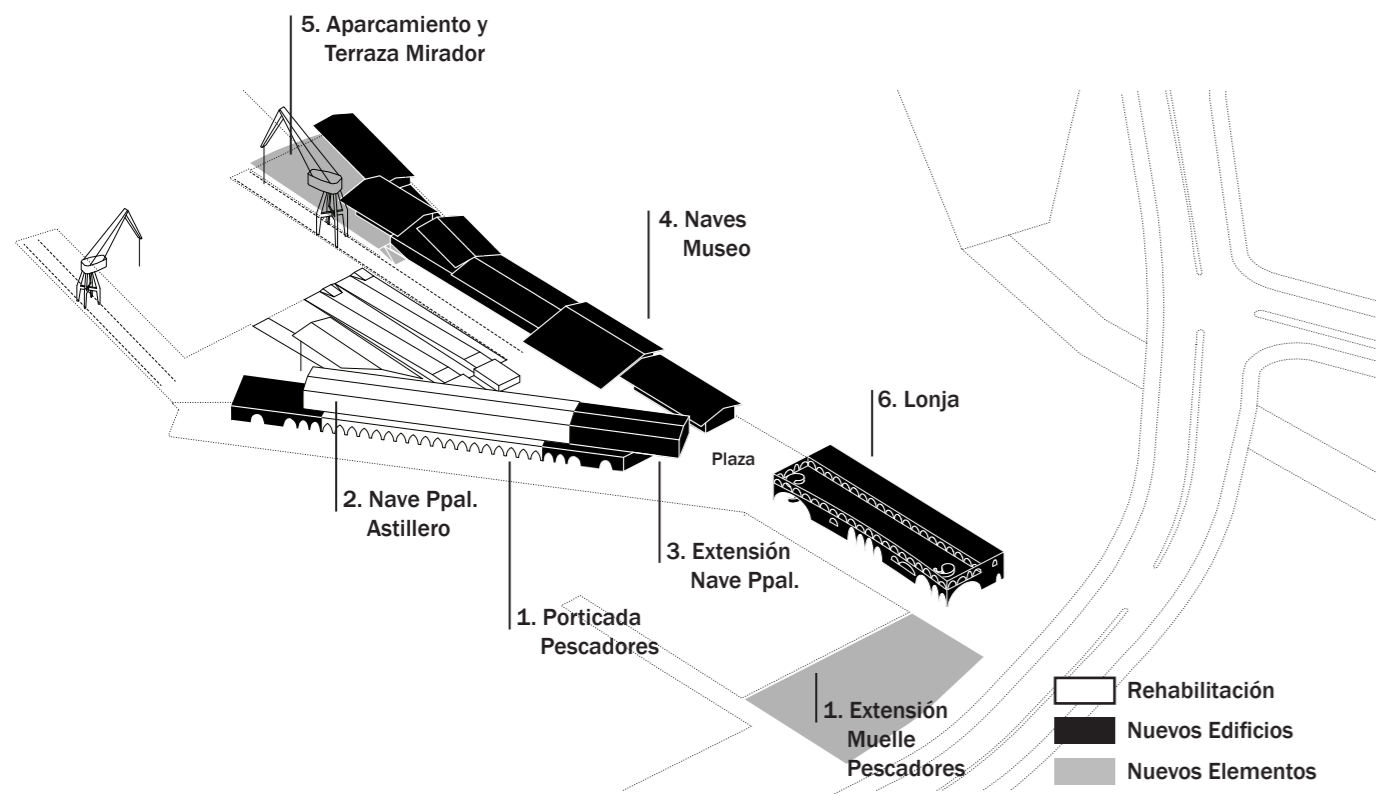 5. Aparcamiento y
Terraza Mirador
4. Naves
Museo
6. Lonja
Plaza
2. Nave Ppal.
Astillero
3. Extensión
Nave Ppal.
1. Porticada
Pescadores
1. Extensión
Muelle
Pescadores
Rehabilitación
Nuevos Edificios
Nuevos Elementos